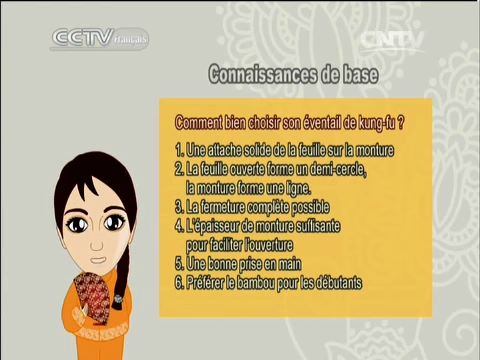 CCTV Français
CNTV
Connaissances de base
Comment bien choisir son éventail de kung-fu ?
1. Une attache solide de la feuille sur la monture
2. La feuille ouverte forme un demi-cercle,
la monture forme une ligne.
3. La fermeture complète possible
4. L'épaisseur de monture suffisante
pour faciliter l'ouverture
5. Une bonne prise en main
6. Préférer le bambou pour les débutants